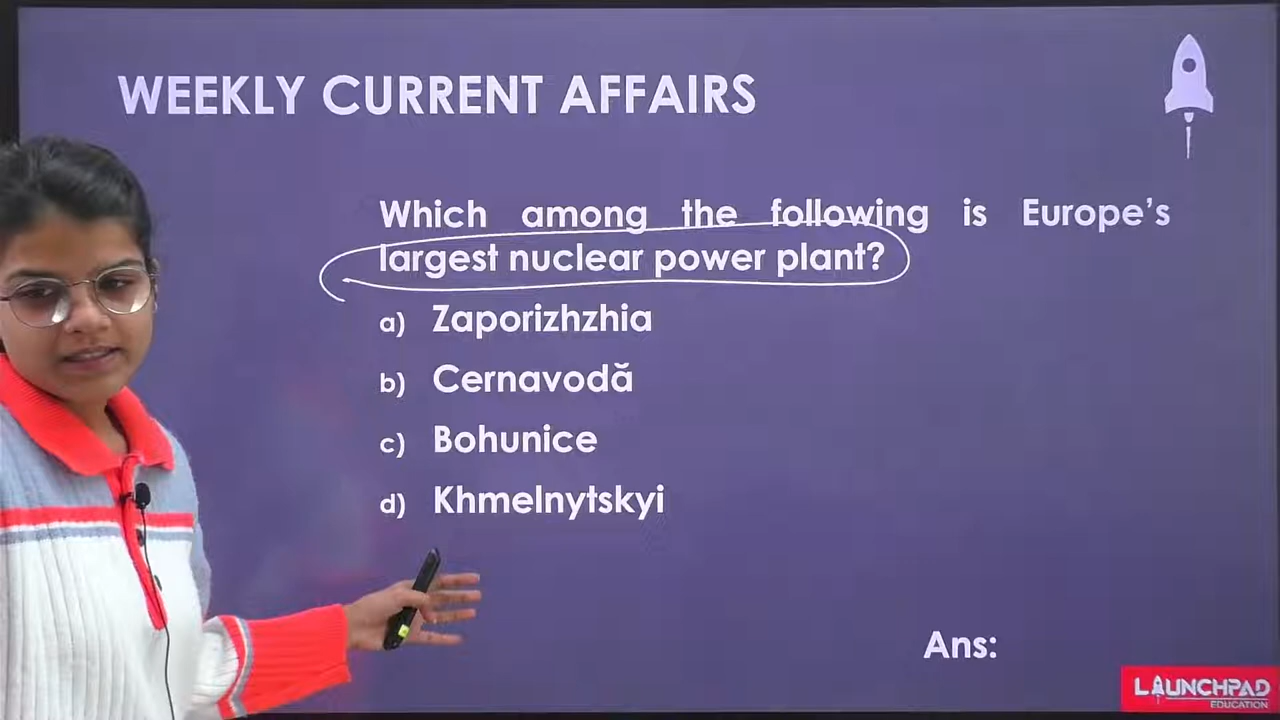 WEEKLY CURRENT AFFAIRS
Which among the following is Europe's
largest nuclear power plant?
a) Zaporizhzhia
b) Cernavodă
c) Bohunice
d) Khmelnytskyi
Ans:
LAUNCHPAD
EDUCATION